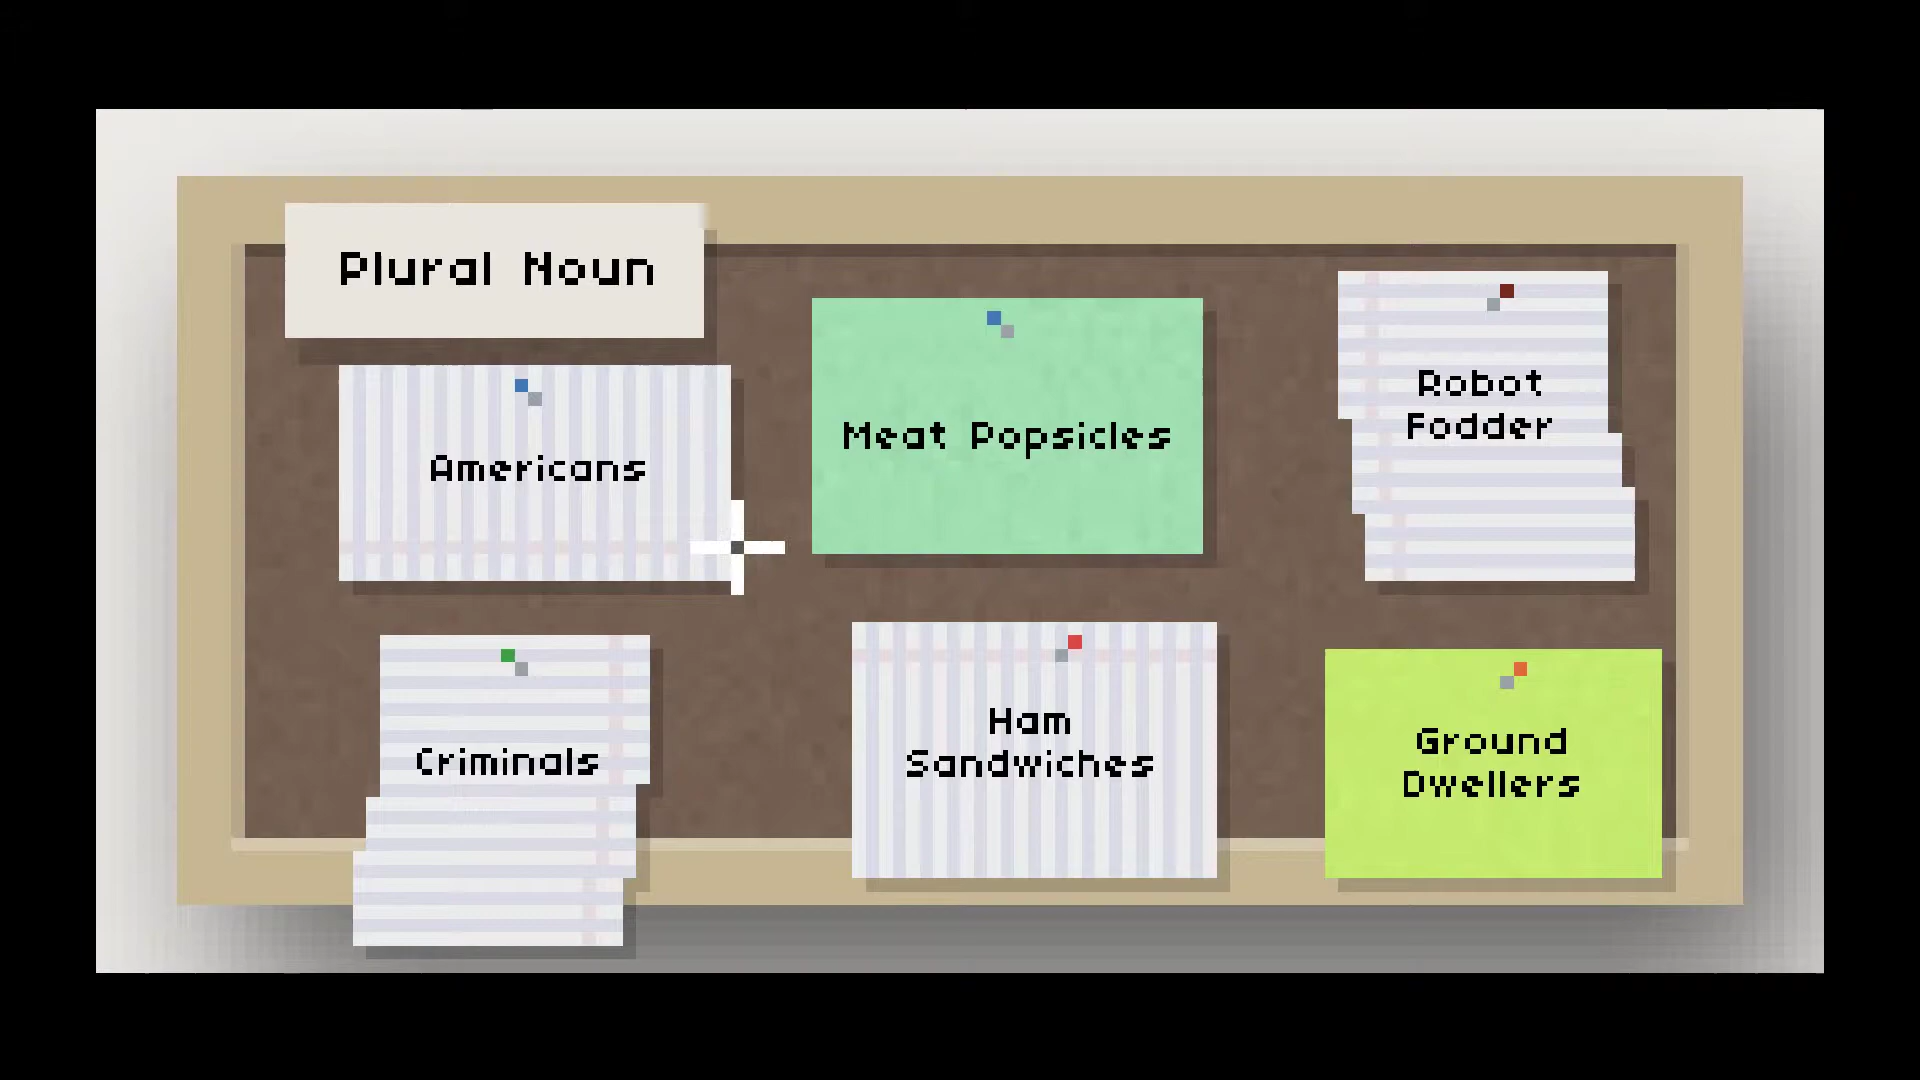 Plural Noun
Americans
Meat Popsicles
Robot
Fodder
Criminals
Ham
Sandwiches
Ground
Dwellers